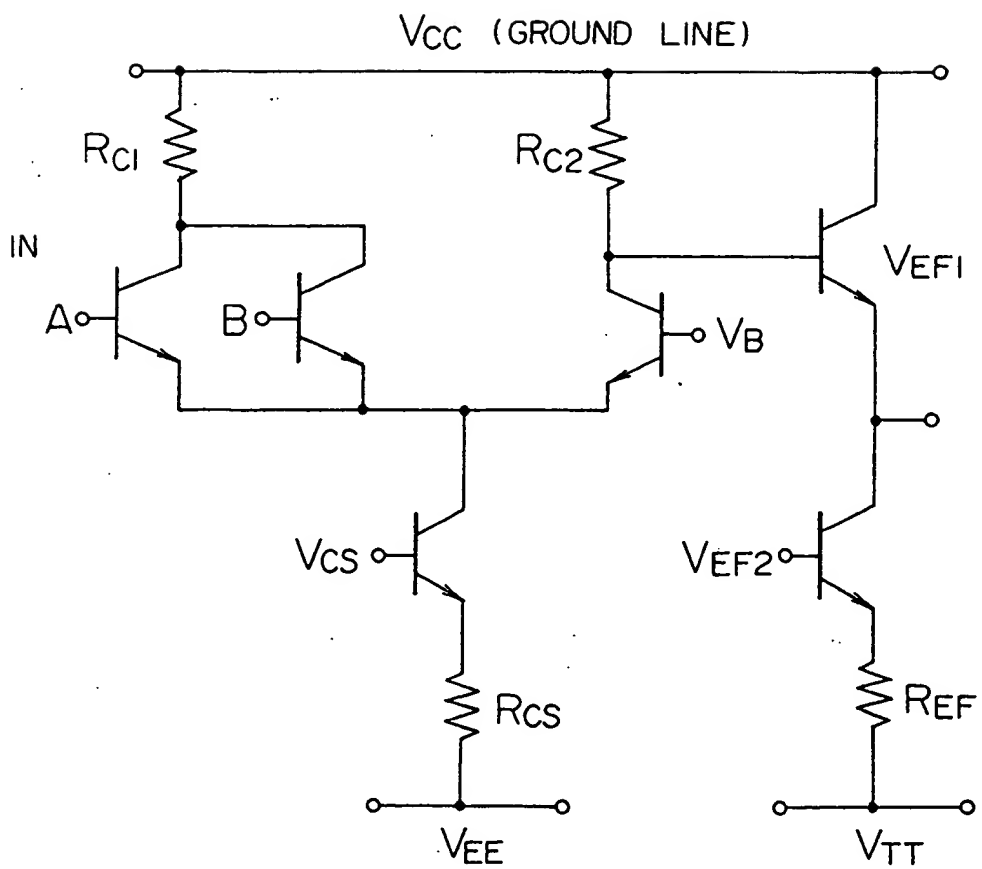 VCC (GROUND LINE)
RC1
RC2
IN
VEF1
A
B
VB
VCS
VEF2
RCS
REF
VEE
VTT